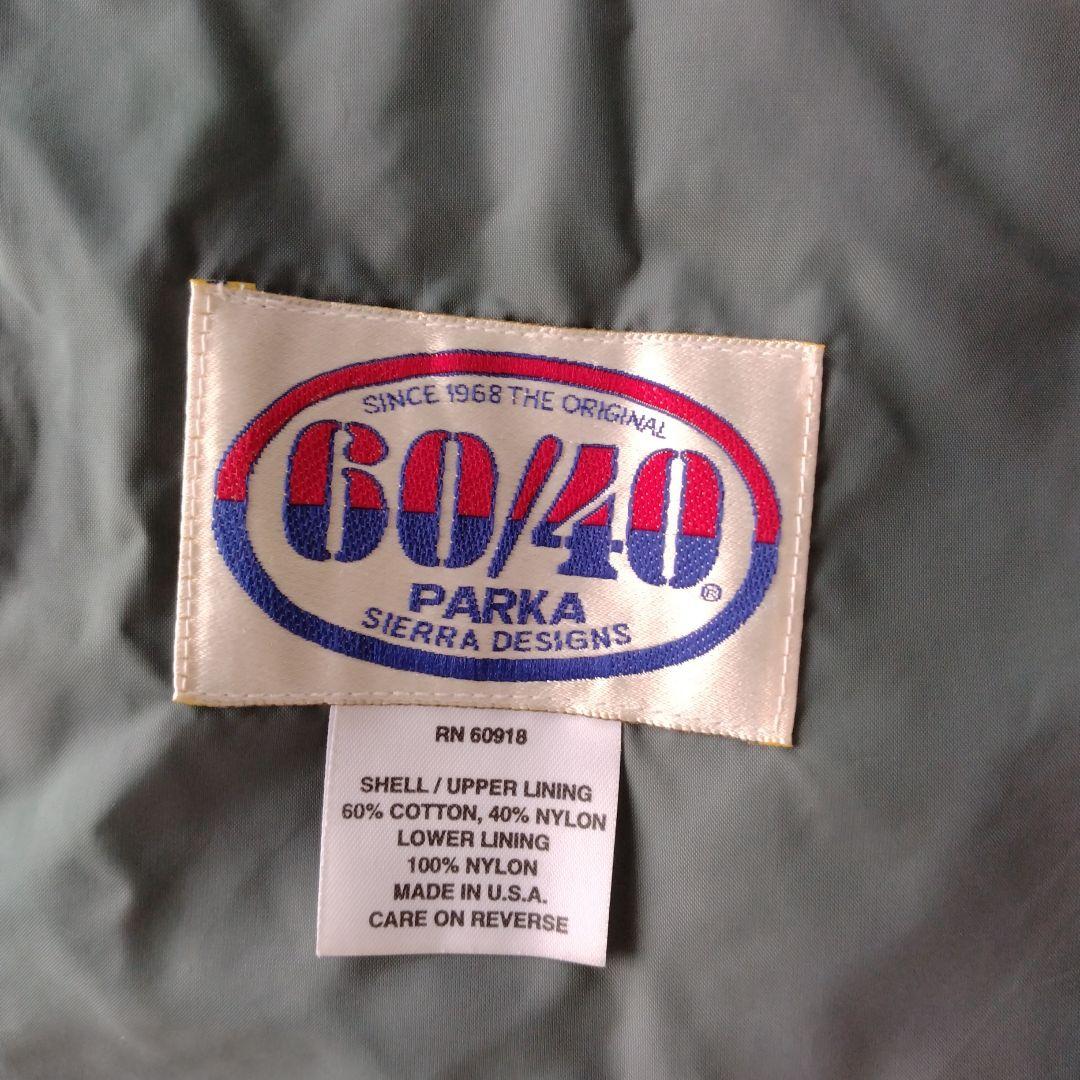 SINCE 1968 THE ORIGINAL
60/40®
PARKA
SIERRA DESIGNS
RN 60918
SHELL / UPPER LINING
60% COTTON, 40% NYLON
LOWER LINING
100% NYLON
MADE IN U.S.A.
CARE ON REVERSE